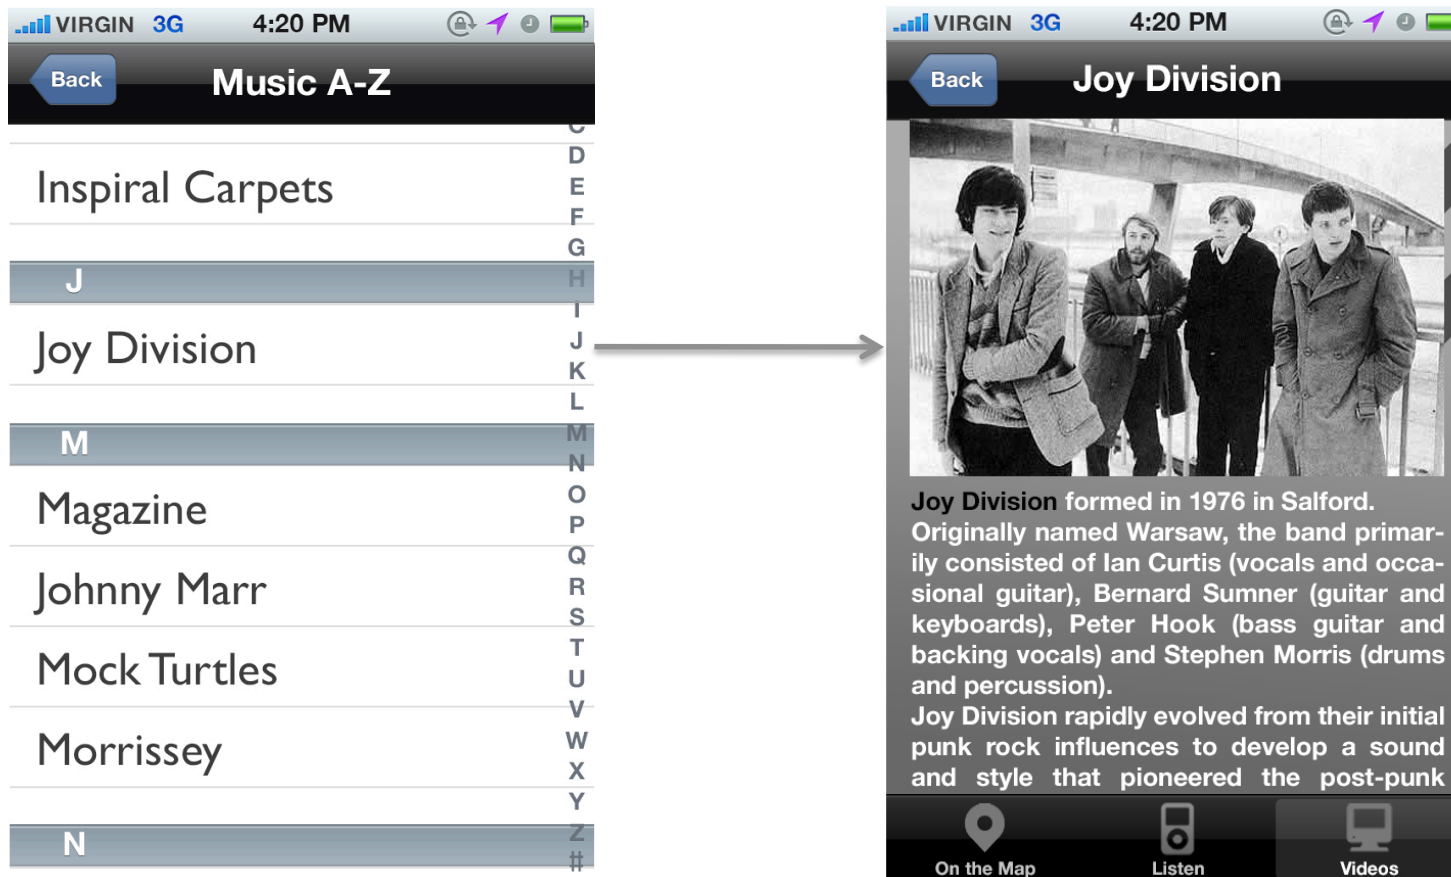 VIRGIN 3G 4:20 PM
Back
Music A-Z
Inspiral Carpets
J
Joy Division
M
Magazine
Johnny Marr
Mock Turtles
Morrissey
N
C
D
E
F
G
H
I
J
K
L
M
N
O
P
Q
R
S
T
U
V
W
X
Y
Z
#
VIRGIN 3G 4:20 PM
Back
Joy Division
Joy Division formed in 1976 in Salford.
Originally named Warsaw, the band primar-
ily consisted of Ian Curtis (vocals and occa-
sional guitar), Bernard Sumner (guitar and
keyboards), Peter Hook (bass guitar and
backing vocals) and Stephen Morris (drums
and percussion).
Joy Division rapidly evolved from their initial
punk rock influences to develop a sound
and style that pioneered the post-punk
On the Map
Listen
Videos